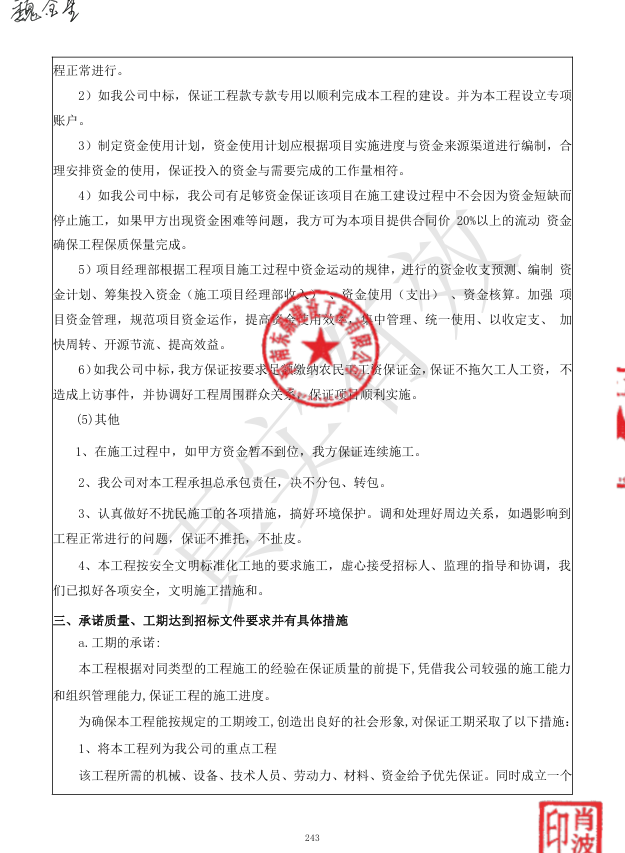 魏金星
程正常进行。
2）如我公司中标，保证工程款专款专用以顺利完成本工程的建设。并为本工程设立专项
账户。
3）制定资金使用计划，资金使用计划应根据项目实施进度与资金来源渠道进行编制，合
理安排资金的使用，保证投入的资金与需要完成的工作量相符。
4）如我公司中标，我公司有足够资金保证该项目在施工建设过程中不会因为资金短缺而
停止施工，如果甲方出现资金困难等问题，我方可为本项目提供合同价 20%以上的流动 资金
确保工程保质保量完成。
5）项目经理部根据工程项目施工过程中资金运动的规律，进行的资金收支预测、编制 资
金计划、筹集投入资金（施工项目经理部收入） 、资金使用（支出） 、资金核算。加强 项
目资金管理，规范项目资金运作，提高资金使用效率，集中管理、统一使用、以收定支、 加
快周转、开源节流、提高效益。
6）如我公司中标,我方保证按要求足额缴纳农民工工资保证金,保证不拖欠工人工资， 不
造成上访事件，并协调好工程周围群众关系，保证项目顺利实施。
(5)其他
1、在施工过程中，如甲方资金暂不到位，我方保证连续施工。
2、我公司对本工程承担总承包责任，决不分包、转包。
3、认真做好不扰民施工的各项措施，搞好环境保护。调和处理好周边关系，如遇影响到
工程正常进行的问题，保证不推托，不扯皮。
4、本工程按安全文明标准化工地的要求施工，虚心接受招标人、监理的指导和协调，我
们已拟好各项安全，文明施工措施和。
三、承诺质量、工期达到招标文件要求并有具体措施
a.工期的承诺:
本工程根据对同类型的工程施工的经验在保证质量的前提下,凭借我公司较强的施工能力
和组织管理能力,保证工程的施工进度。
为确保本工程能按规定的工期竣工,创造出良好的社会形象,对保证工期采取了以下措施：
1、将本工程列为我公司的重点工程
该工程所需的机械、设备、技术人员、劳动力、材料、资金给予优先保证。同时成立一个
真实有效
建设工程有限公司
243
肖波
印